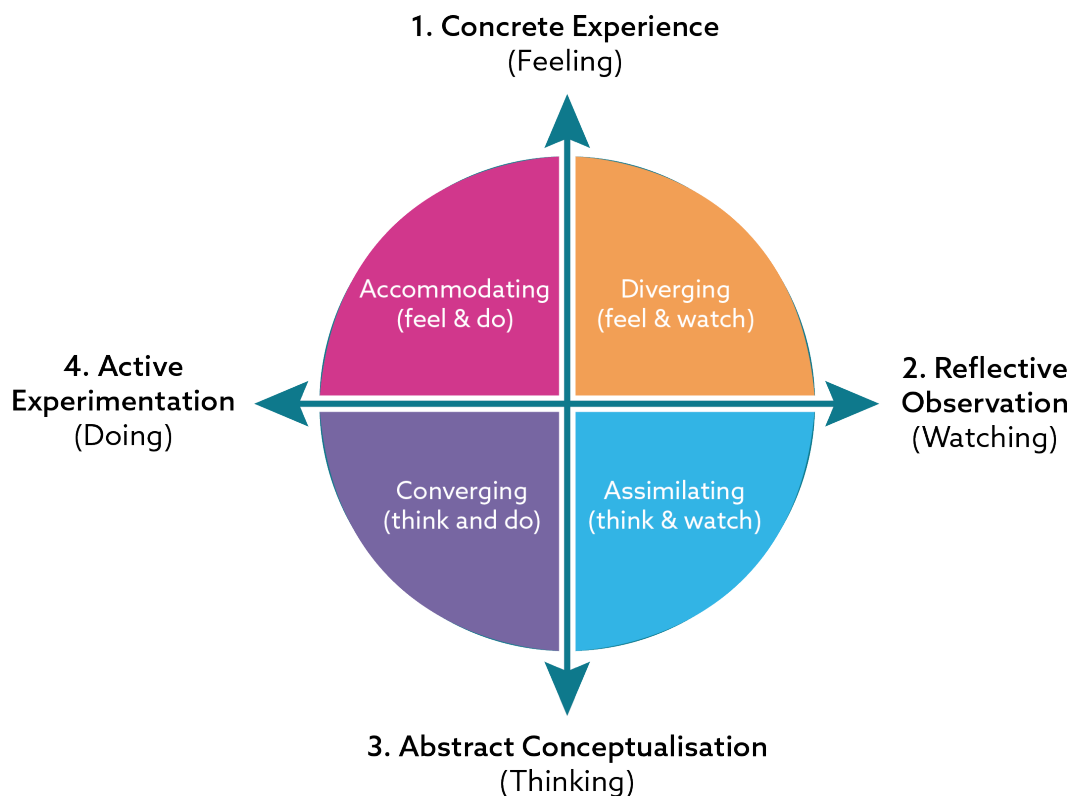 1. Concrete Experience
(Feeling)
Accommodating
(feel & do)
Diverging
(feel & watch)
4. Active
Experimentation
(Doing)
2. Reflective
Observation
(Watching)
Converging
(think and do)
Assimilating
(think & watch)
3. Abstract Conceptualisation
(Thinking)